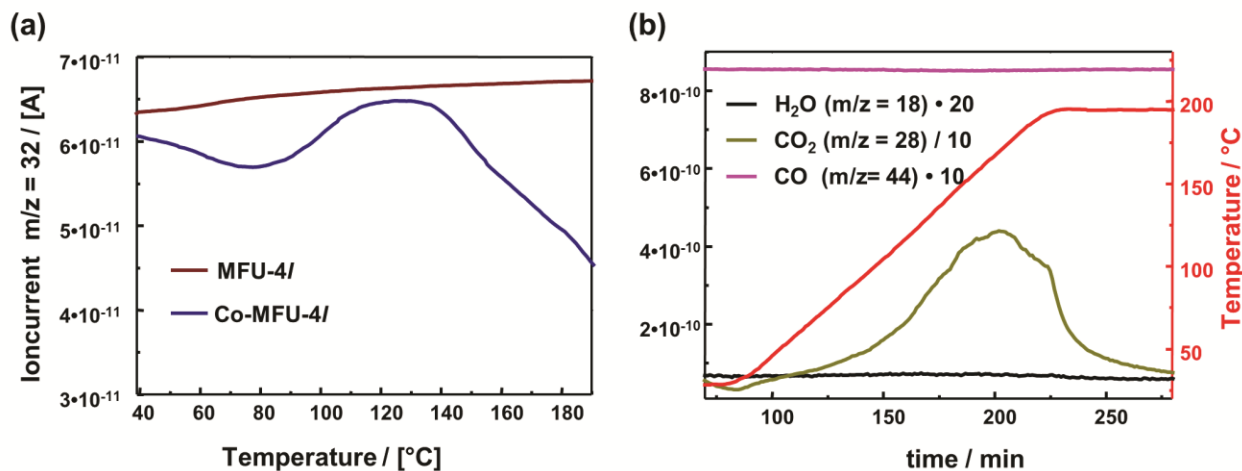 (a)
7•10-11
6•10-11
5•10-11
4•10-11
3•10-11
Ioncurrent m/z = 32 / [A]
MFU-4l
Co-MFU-4l
40 60 80 100 120 140 160 180
Temperature / [°C]
(b)
8•10-10
6•10-10
4•10-10
2•10-10
H2O (m/z = 18) • 20
CO2 (m/z = 28) / 10
CO (m/z= 44) • 10
200
150
100
50
Temperature / °C
100 150 200 250
time / min